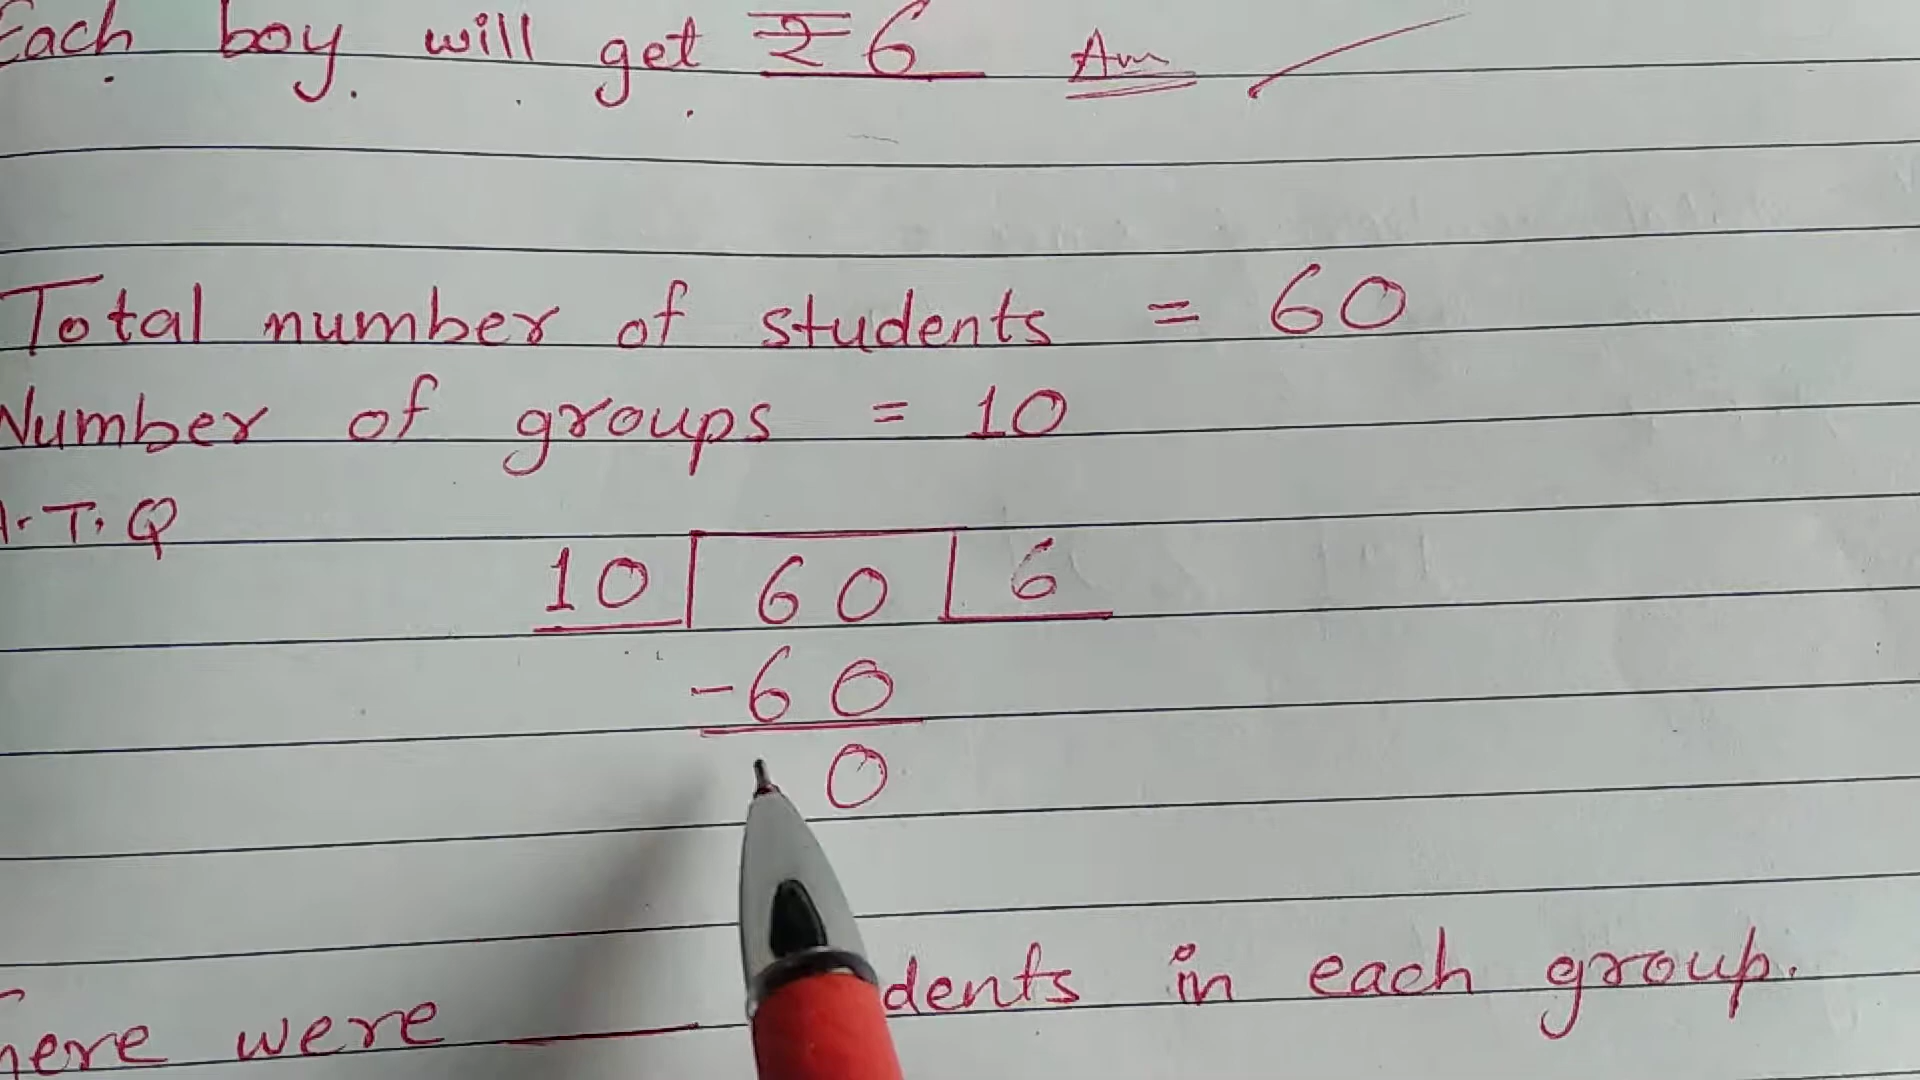 Each boy will get ₹6 Ans
Total number of students = 60
Number of groups = 10
A.T.Q
10 60 6
-60
0
There were ____ dents in each group.